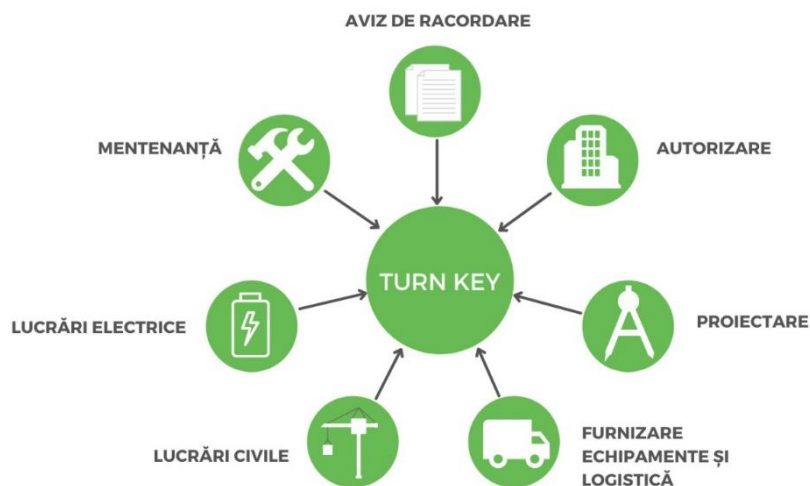 AVIZ DE RACORDARE
MENTENANȚĂ
AUTORIZARE
TURN KEY
LUCRĂRI ELECTRICE
PROIECTARE
LUCRĂRI CIVILE
FURNIZARE
ECHIPAMENTE ȘI
LOGISTICĂ